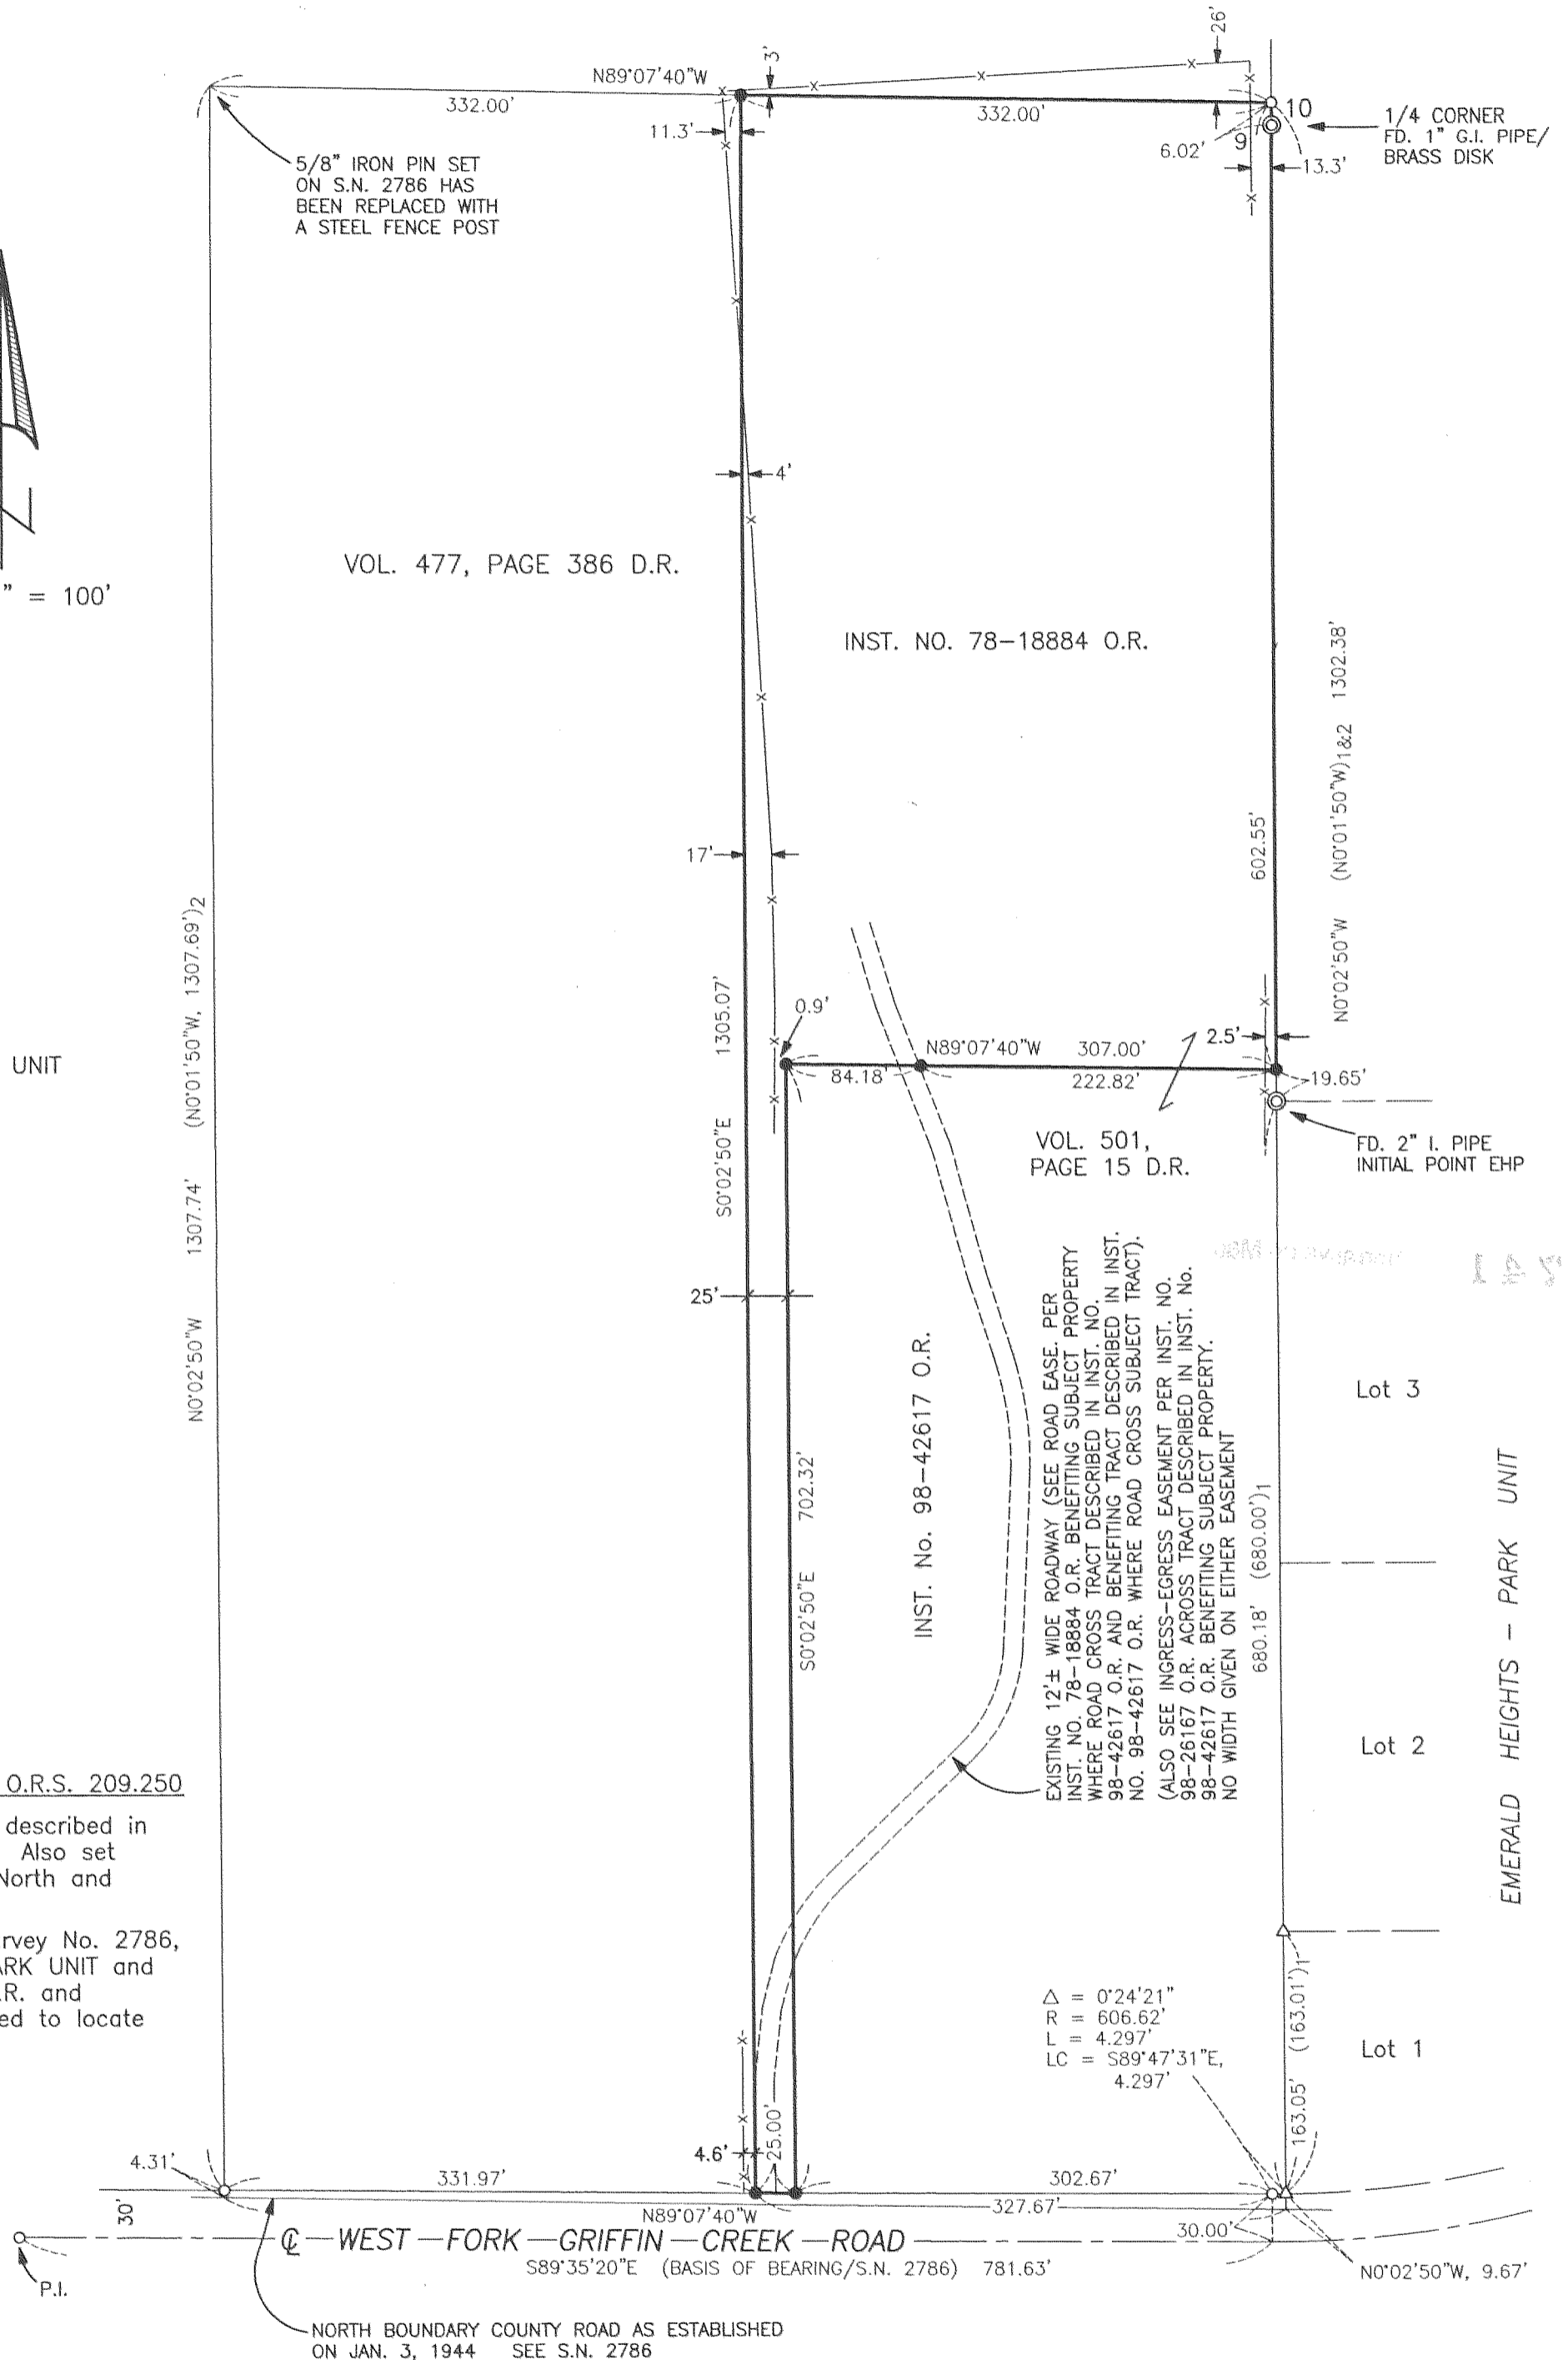 N89°07'40"W
332.00'
3'
26'
332.00'
11.3'
6.02'
9
10
13.3'
1/4 CORNER
FD. 1" G.I. PIPE/
BRASS DISK
5/8" IRON PIN SET
ON S.N. 2786 HAS
BEEN REPLACED WITH
A STEEL FENCE POST
4'
" = 100'
VOL. 477, PAGE 386 D.R.
INST. NO. 78-18884 O.R.
17'
602.55'
N0°02'50"W (N0°01'50"W)1&2 1302.38'
N0°02'50"W 1307.74' (N0°01'50"W, 1307.69')2
S0°02'50"E 1305.07'
0.9'
UNIT
N89°07'40"W 307.00'
84.18'
222.82'
2.5'
19.65'
VOL. 501,
PAGE 15 D.R.
FD. 2" I. PIPE
INITIAL POINT EHP
25'
S0°02'50"E 702.32'
INST. No. 98-42617 O.R.
EXISTING 12'± WIDE ROADWAY (SEE ROAD EASE. PER
INST. NO. 78-18884 O.R. BENEFITING SUBJECT PROPERTY
WHERE ROAD CROSS TRACT DESCRIBED IN INST. NO.
98-42617 O.R. AND BENEFITING TRACT DESCRIBED IN INST.
NO. 98-42617 O.R. WHERE ROAD CROSS SUBJECT TRACT).
(ALSO SEE INGRESS-EGRESS EASEMENT PER INST. NO.
98-26167 O.R. ACROSS TRACT DESCRIBED IN INST. No.
98-42617 O.R. BENEFITING SUBJECT PROPERTY.
NO WIDTH GIVEN ON EITHER EASEMENT
680.18' (680.00')1
Lot 3
Lot 2
Lot 1
EMERALD HEIGHTS - PARK UNIT
O.R.S. 209.250
described in
Also set
North and
rvey No. 2786,
ARK UNIT and
.R. and
ed to locate
△ = 0°24'21"
R = 606.62'
L = 4.297'
LC = S89°47'31"E,
4.297'
163.05' (163.01')1
4.31'
331.97'
4.6'
25.00'
302.67'
30'
N89°07'40"W
327.67'
30.00'
℄ WEST FORK GRIFFIN CREEK ROAD
S89°35'20"E (BASIS OF BEARING/S.N. 2786) 781.63'
N0°02'50"W, 9.67'
P.I.
NORTH BOUNDARY COUNTY ROAD AS ESTABLISHED
ON JAN. 3, 1944 SEE S.N. 2786